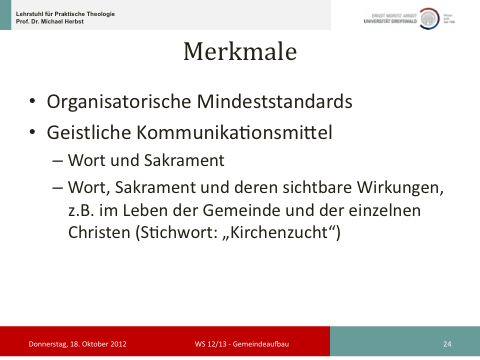 Lehrstuhl für Praktische Theologie
Prof. Dr. Michael Herbst
ERNST MORITZ ARNDT
UNIVERSITÄT GREIFSWALD
Merkmale
• Organisatorische Mindeststandards
• Geistliche Kommunikationsmittel
– Wort und Sakrament
– Wort, Sakrament und deren sichtbare Wirkungen,
z.B. im Leben der Gemeinde und der einzelnen
Christen (Stichwort: „Kirchenzucht“)
Donnerstag, 18. Oktober 2012
WS 12/13 - Gemeindeaufbau
24